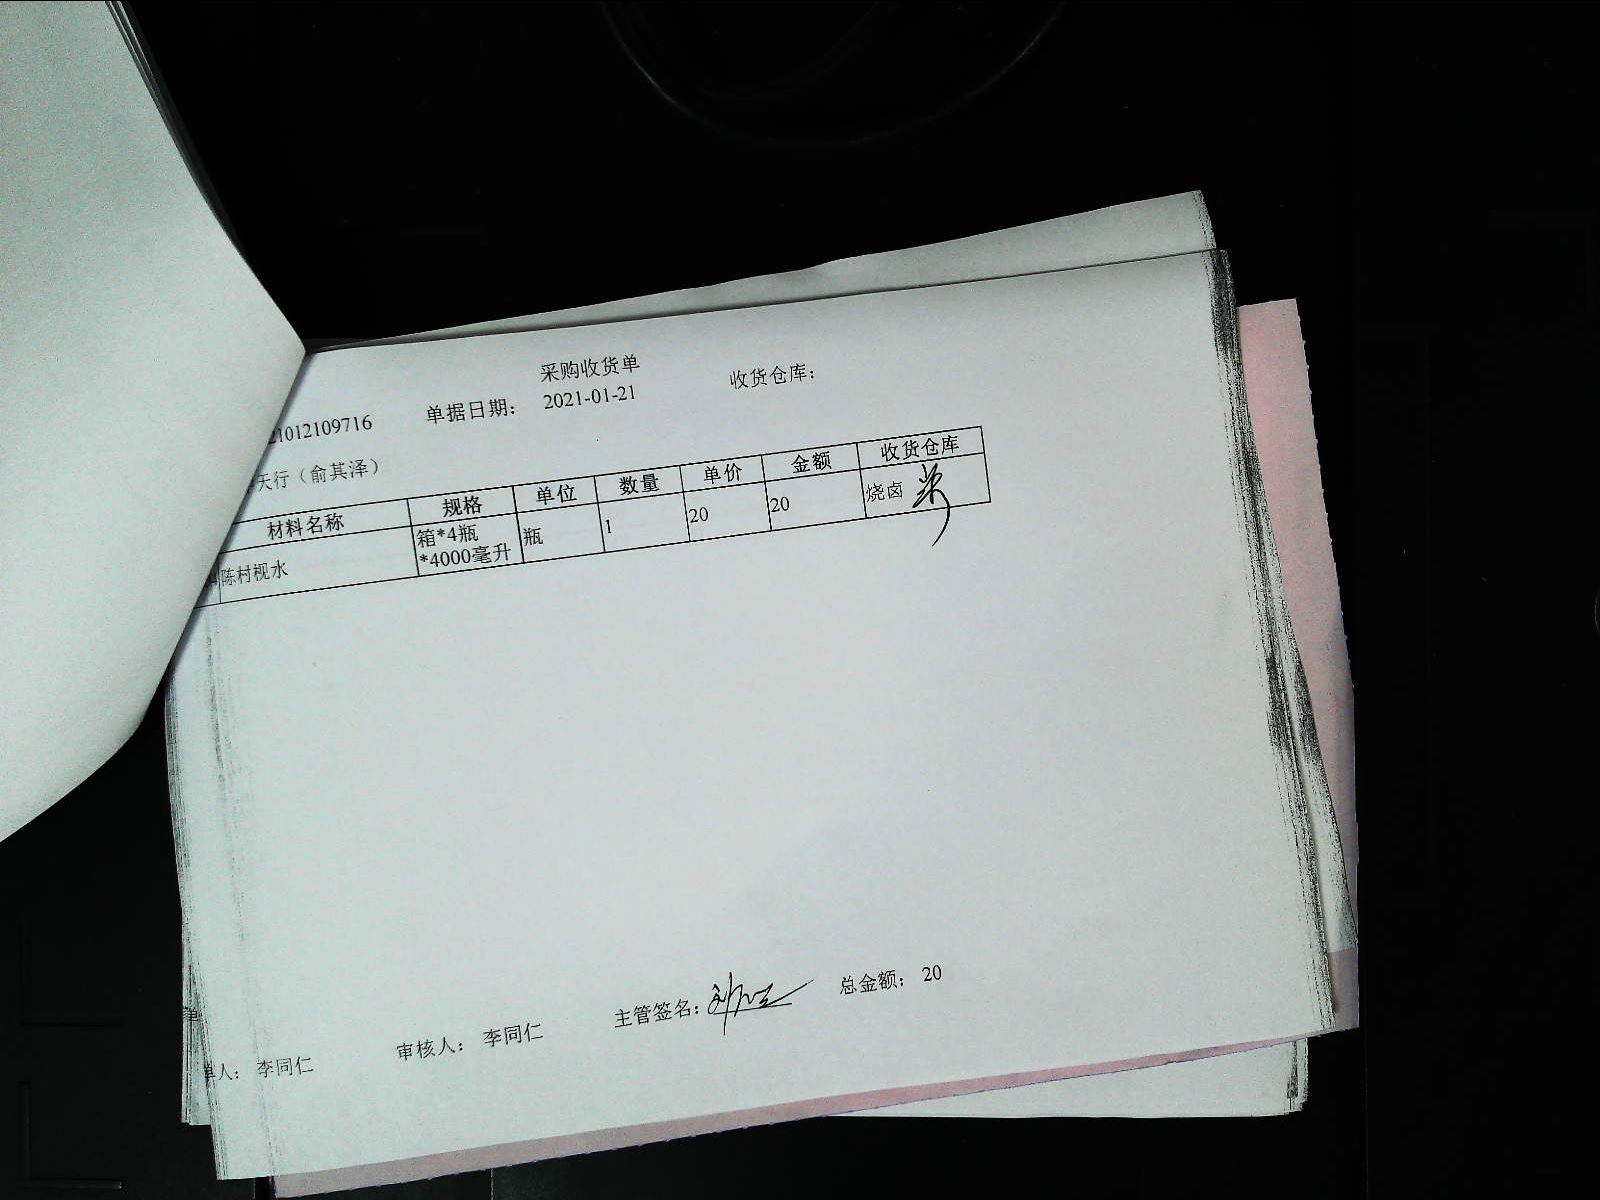 采购收货单
21012109716 单据日期： 2021-01-21 收货仓库：
天行（俞其泽）
材料名称 规格 单位 数量 单价 金额 收货仓库
陈村枧水 箱*4瓶 瓶 1 20 20 烧卤
*4000毫升
主管签名： 总金额： 20
单人： 李同仁 审核人： 李同仁